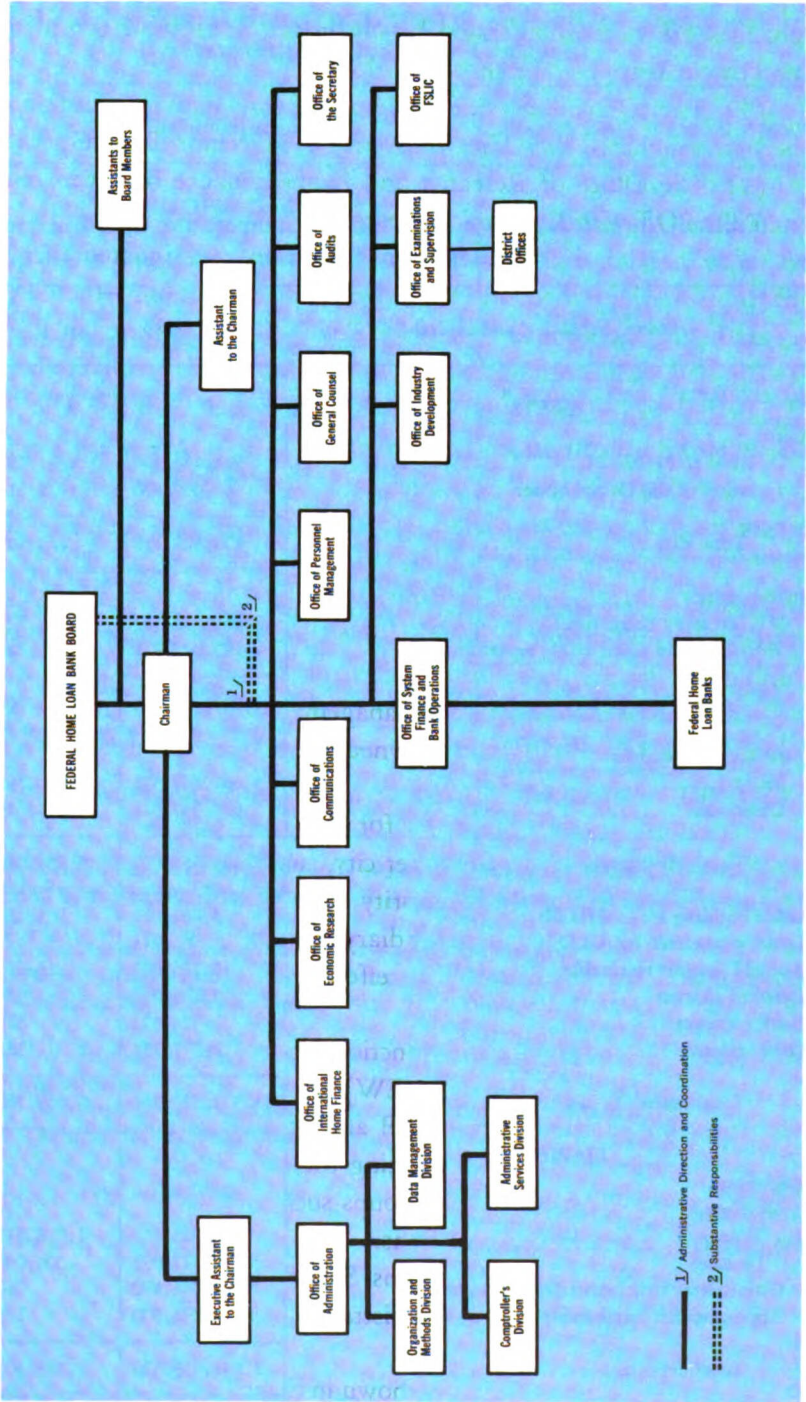 FEDERAL HOME LOAN BANK BOARD
Assistants to
Board Members
Chairman
Assistant
to the Chairman
Executive Assistant
to the Chairman
1/
2/
Office of
Administration
Office of
International
Home Finance
Office of
Economic Research
Office of
Communications
Office of Personnel
Management
Office of
General Counsel
Office of
Audits
Office of
the Secretary
Organization and
Methods Division
Data Management
Division
Comptroller's
Division
Administrative
Services Division
Office of System
Finance and
Bank Operations
Office of Industry
Development
Office of Examinations
and Supervision
Office of
FSLIC
District
Offices
Federal Home
Loan Banks
1/ Administrative Direction and Coordination
2/ Substantive Responsibilities